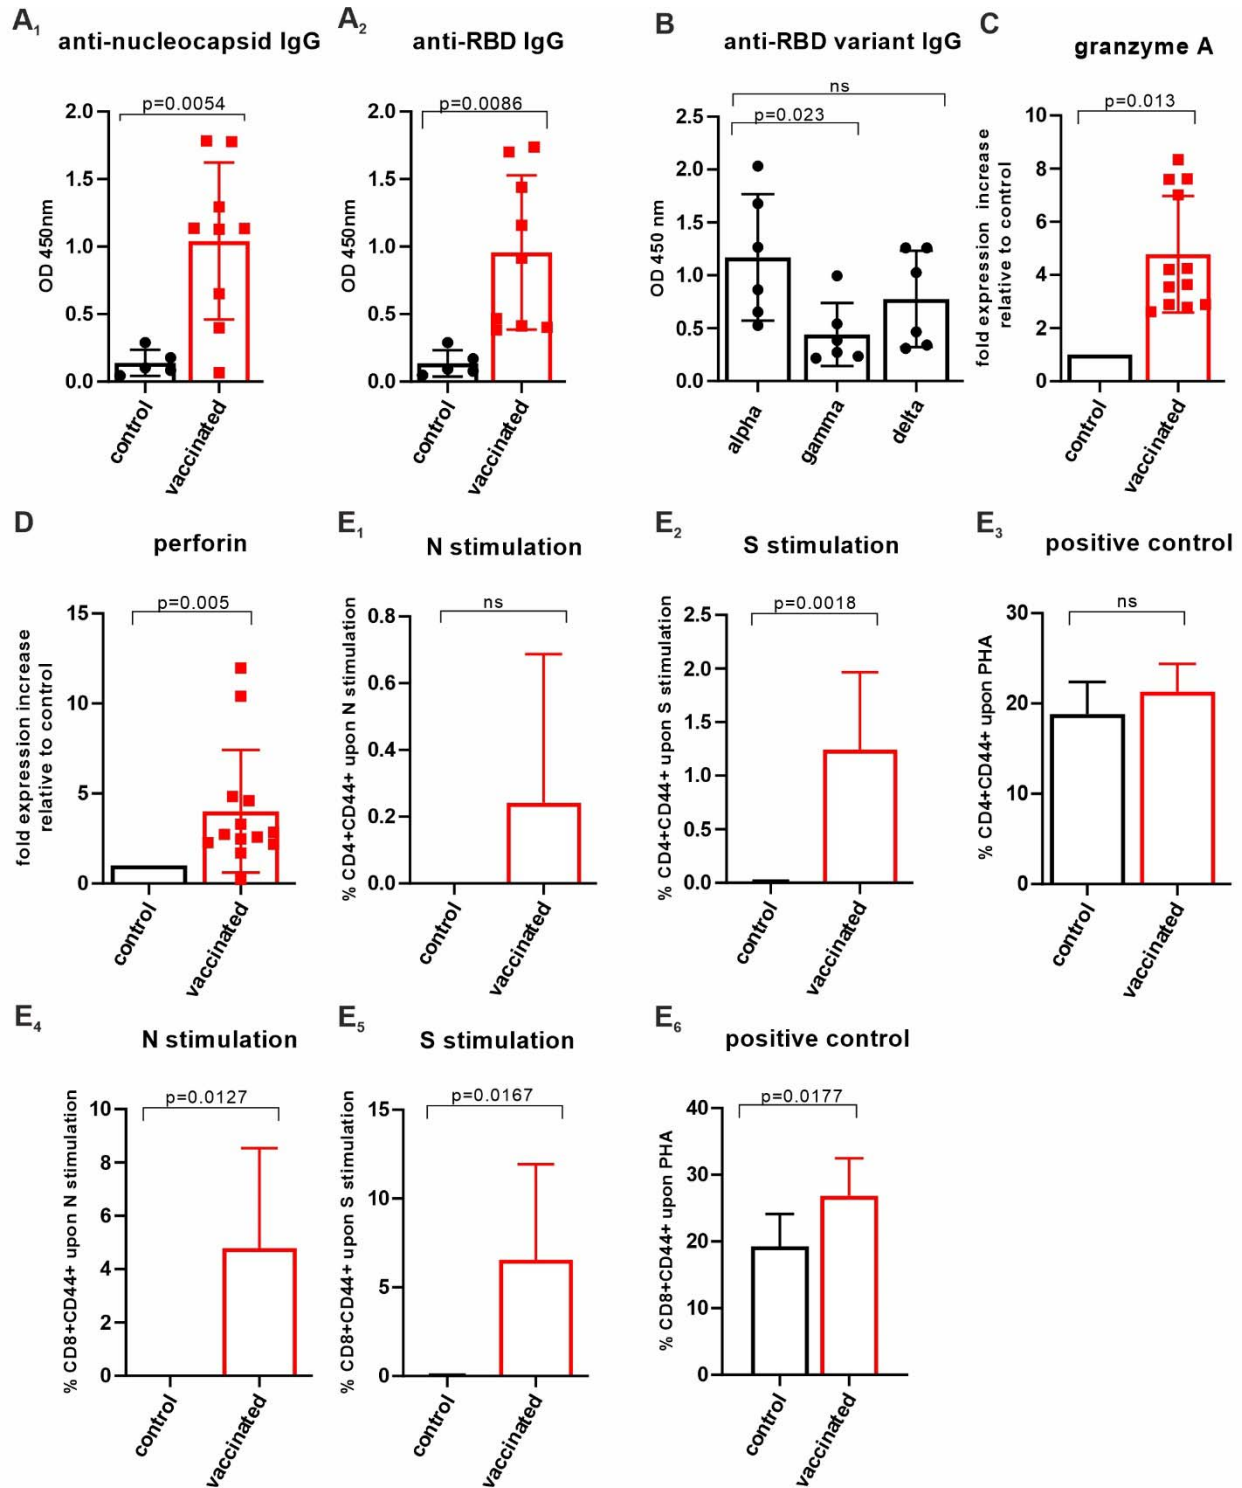 A1
anti-nucleocapsid IgG
p=0.0054
OD 450nm
2.0
1.5
1.0
0.5
0.0
control
vaccinated
A2
anti-RBD IgG
p=0.0086
OD 450nm
2.0
1.5
1.0
0.5
0.0
control
vaccinated
B
anti-RBD variant IgG
ns
p=0.023
OD 450 nm
2.5
2.0
1.5
1.0
0.5
0.0
alpha
gamma
delta
C
granzyme A
p=0.013
fold expression increase
relative to control
10
8
6
4
2
0
control
vaccinated
D
perforin
p=0.005
fold expression increase
relative to control
15
10
5
0
control
vaccinated
E1
N stimulation
ns
% CD4+CD44+ upon N stimulation
0.8
0.6
0.4
0.2
0.0
control
vaccinated
E2
S stimulation
p=0.0018
% CD4+CD44+ upon S stimulation
2.5
2.0
1.5
1.0
0.5
0.0
control
vaccinated
E3
positive control
ns
% CD4+CD44+ upon PHA
30
20
10
0
control
vaccinated
E4
N stimulation
p=0.0127
% CD8+CD44+ upon N stimulation
10
8
6
4
2
0
control
vaccinated
E5
S stimulation
p=0.0167
% CD8+CD44+ upon S stimulation
15
10
5
0
control
vaccinated
E6
positive control
p=0.0177
% CD8+CD44+ upon PHA
40
30
20
10
0
control
vaccinated